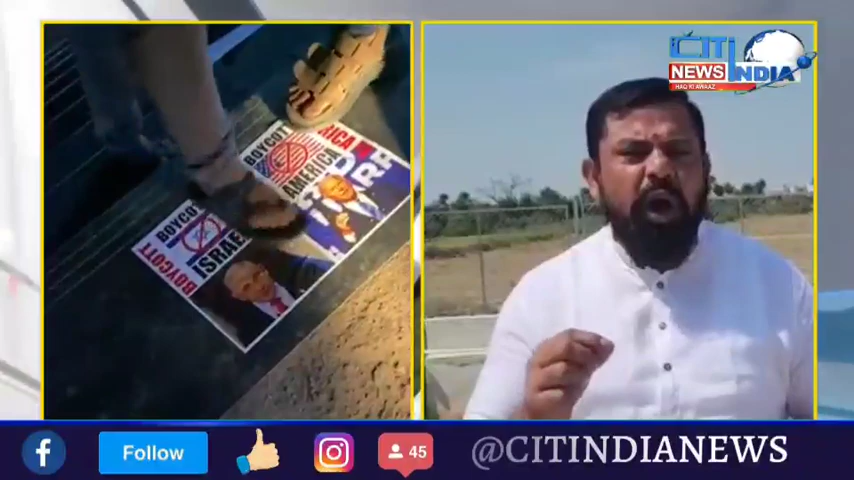 CITI
NEWS INDIA
HAQ KI AWAAZ
BOYCOTT
AMERICA
BOYCOTT
ISRAEL
BOYCOTT
Follow
45
@CITINDIANEWS